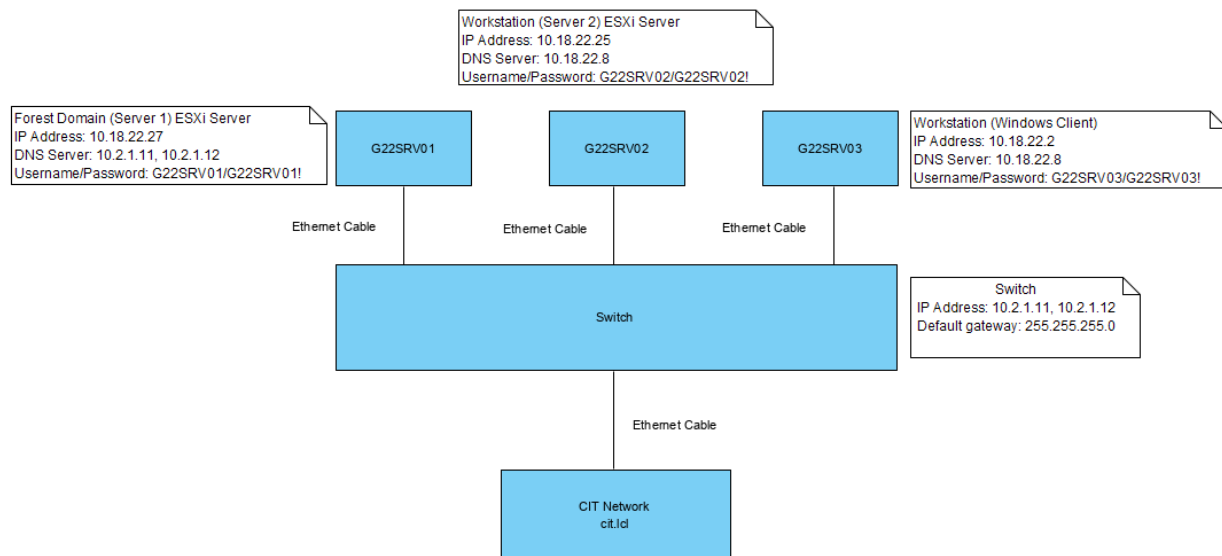 Workstation (Server 2) ESXi Server
IP Address: 10.18.22.25
DNS Server: 10.18.22.8
Username/Password: G22SRV02/G22SRV02!
Forest Domain (Server 1) ESXi Server
IP Address: 10.18.22.27
DNS Server: 10.2.1.11, 10.2.1.12
Username/Password: G22SRV01/G22SRV01!
G22SRV01
G22SRV02
G22SRV03
Workstation (Windows Client)
IP Address: 10.18.22.2
DNS Server: 10.18.22.8
Username/Password: G22SRV03/G22SRV03!
Ethernet Cable
Ethernet Cable
Ethernet Cable
Switch
Switch
IP Address: 10.2.1.11, 10.2.1.12
Default gateway: 255.255.255.0
Ethernet Cable
CIT Network
cit.lcl